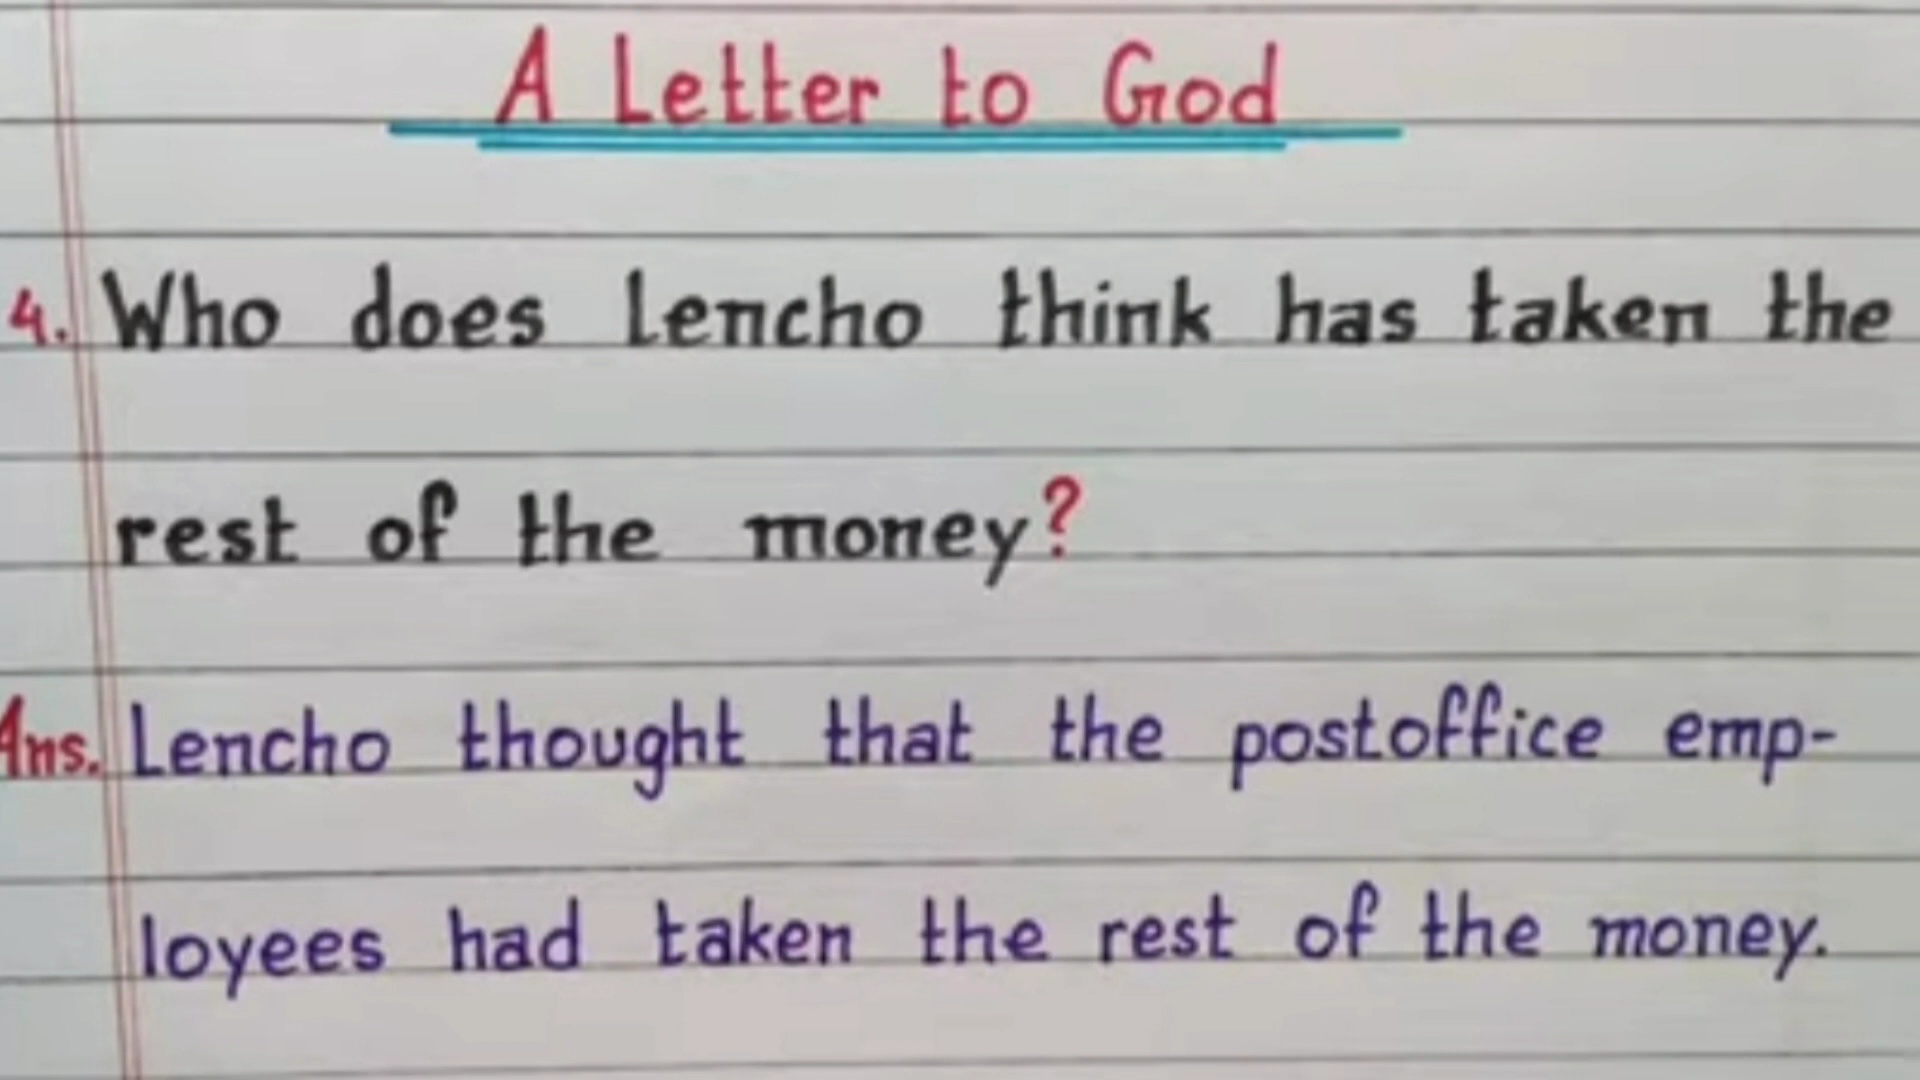 A Letter to God
4. Who does lencho think has taken the
rest of the money?
Ans. Lencho thought that the postoffice emp-
loyees had taken the rest of the money.